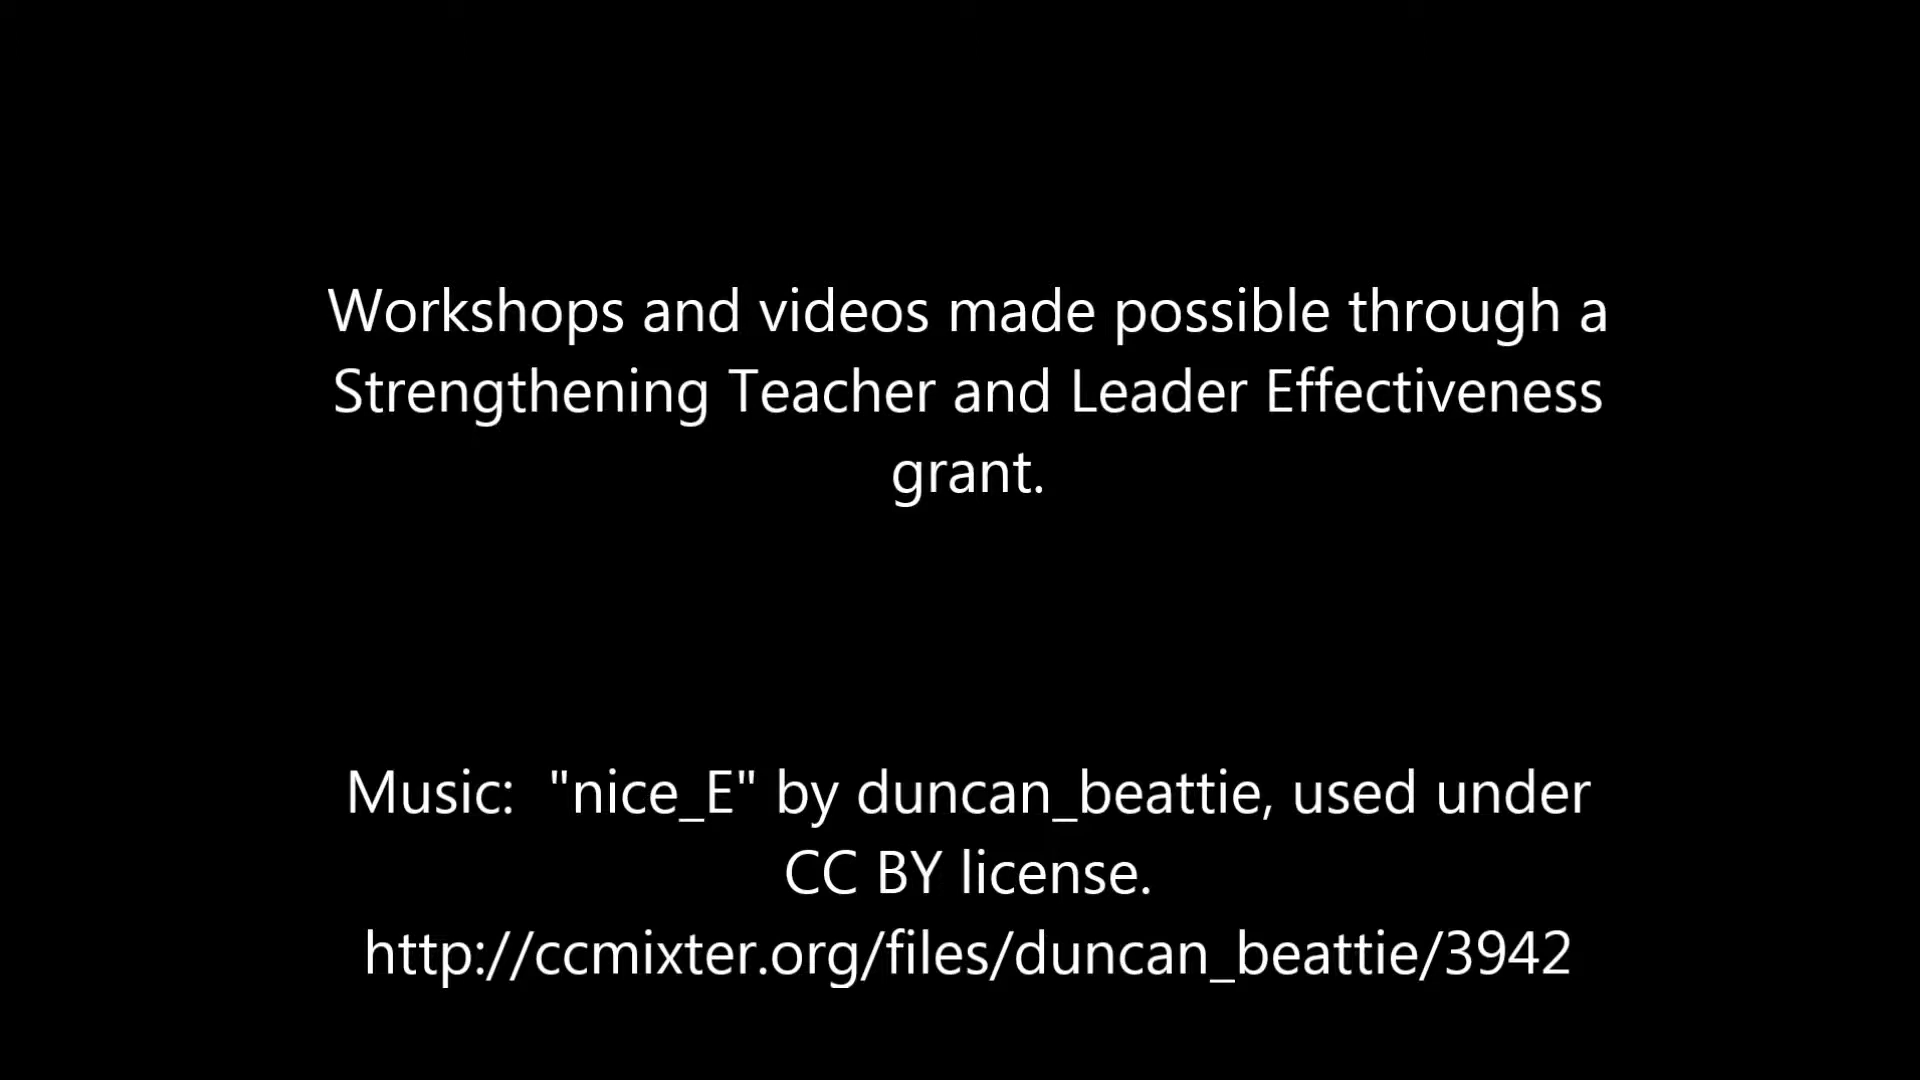 Workshops and videos made possible through a
Strengthening Teacher and Leader Effectiveness
grant.
Music:  "nice_E" by duncan_beattie, used under
CC BY license.
http://ccmixter.org/files/duncan_beattie/3942